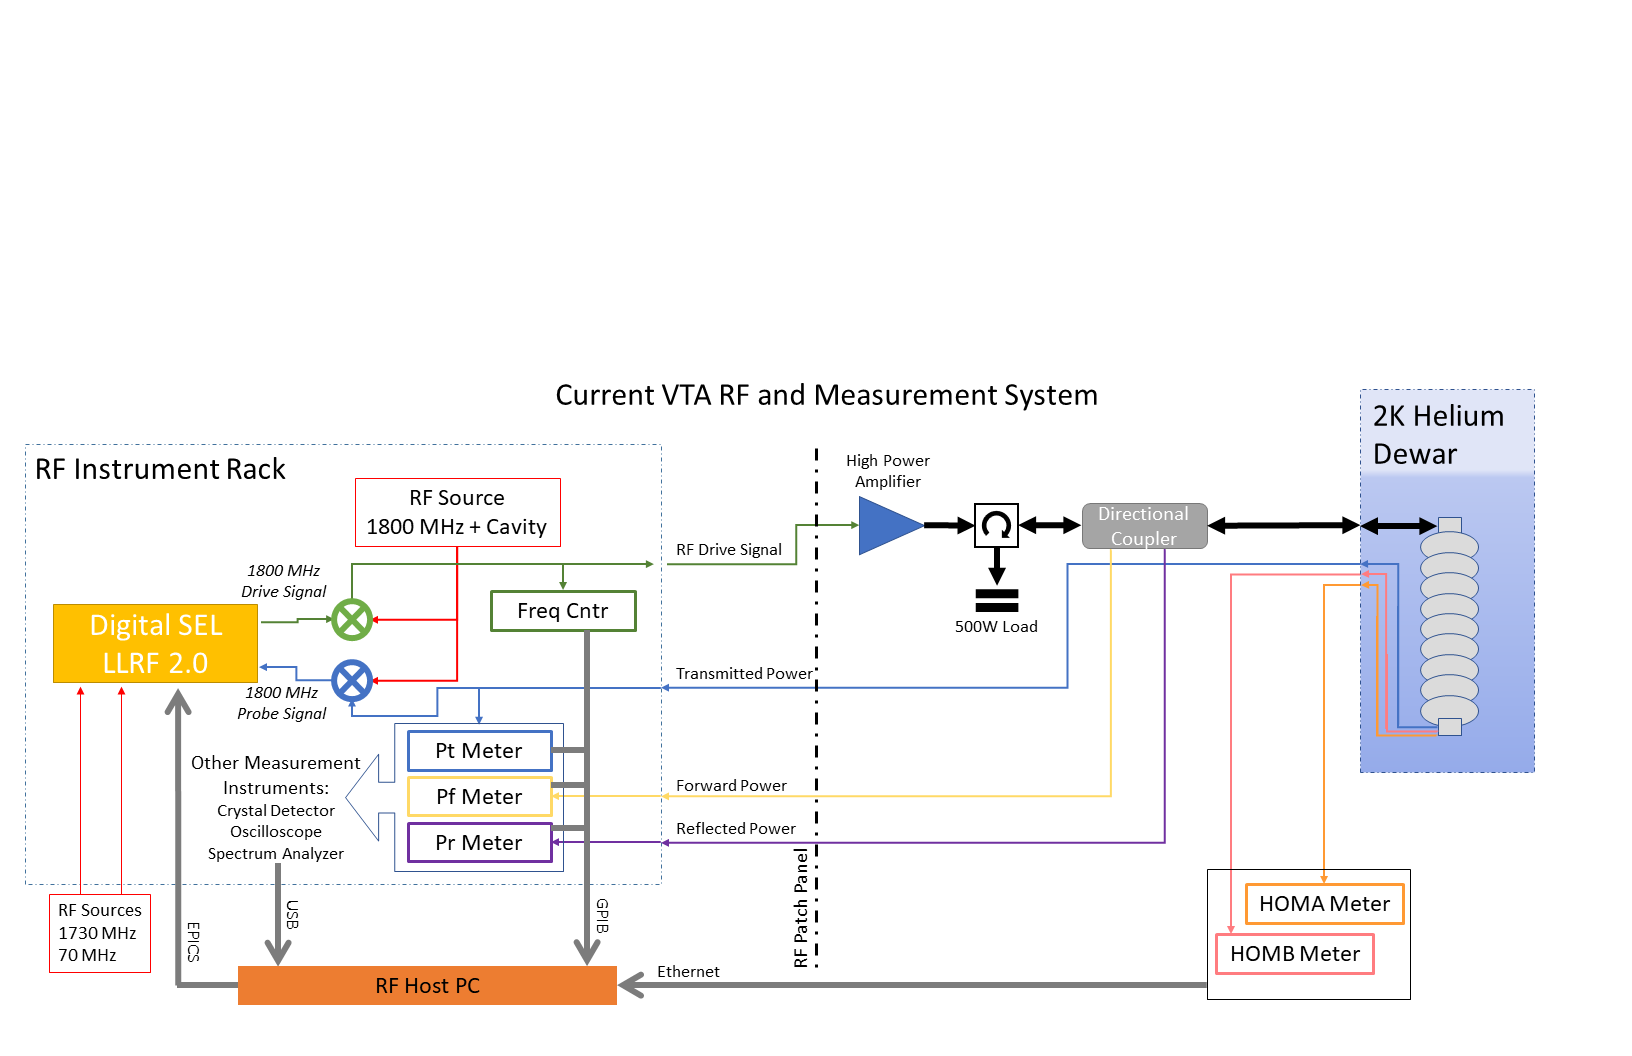 Current VTA RF and Measurement System
2K Helium
Dewar
RF Instrument Rack
RF Source
1800 MHz + Cavity
High Power
Amplifier
Directional
Coupler
RF Drive Signal
1800 MHz
Drive Signal
Freq Cntr
Digital SEL
LLRF 2.0
500W Load
1800 MHz
Probe Signal
Transmitted Power
Pt Meter
Other Measurement
Instruments:
Crystal Detector
Oscilloscope
Spectrum Analyzer
Pf Meter
Forward Power
Pr Meter
Reflected Power
RF Patch Panel
RF Sources
1730 MHz
70 MHz
EPICS
USB
GPIB
HOMA Meter
HOMB Meter
Ethernet
RF Host PC